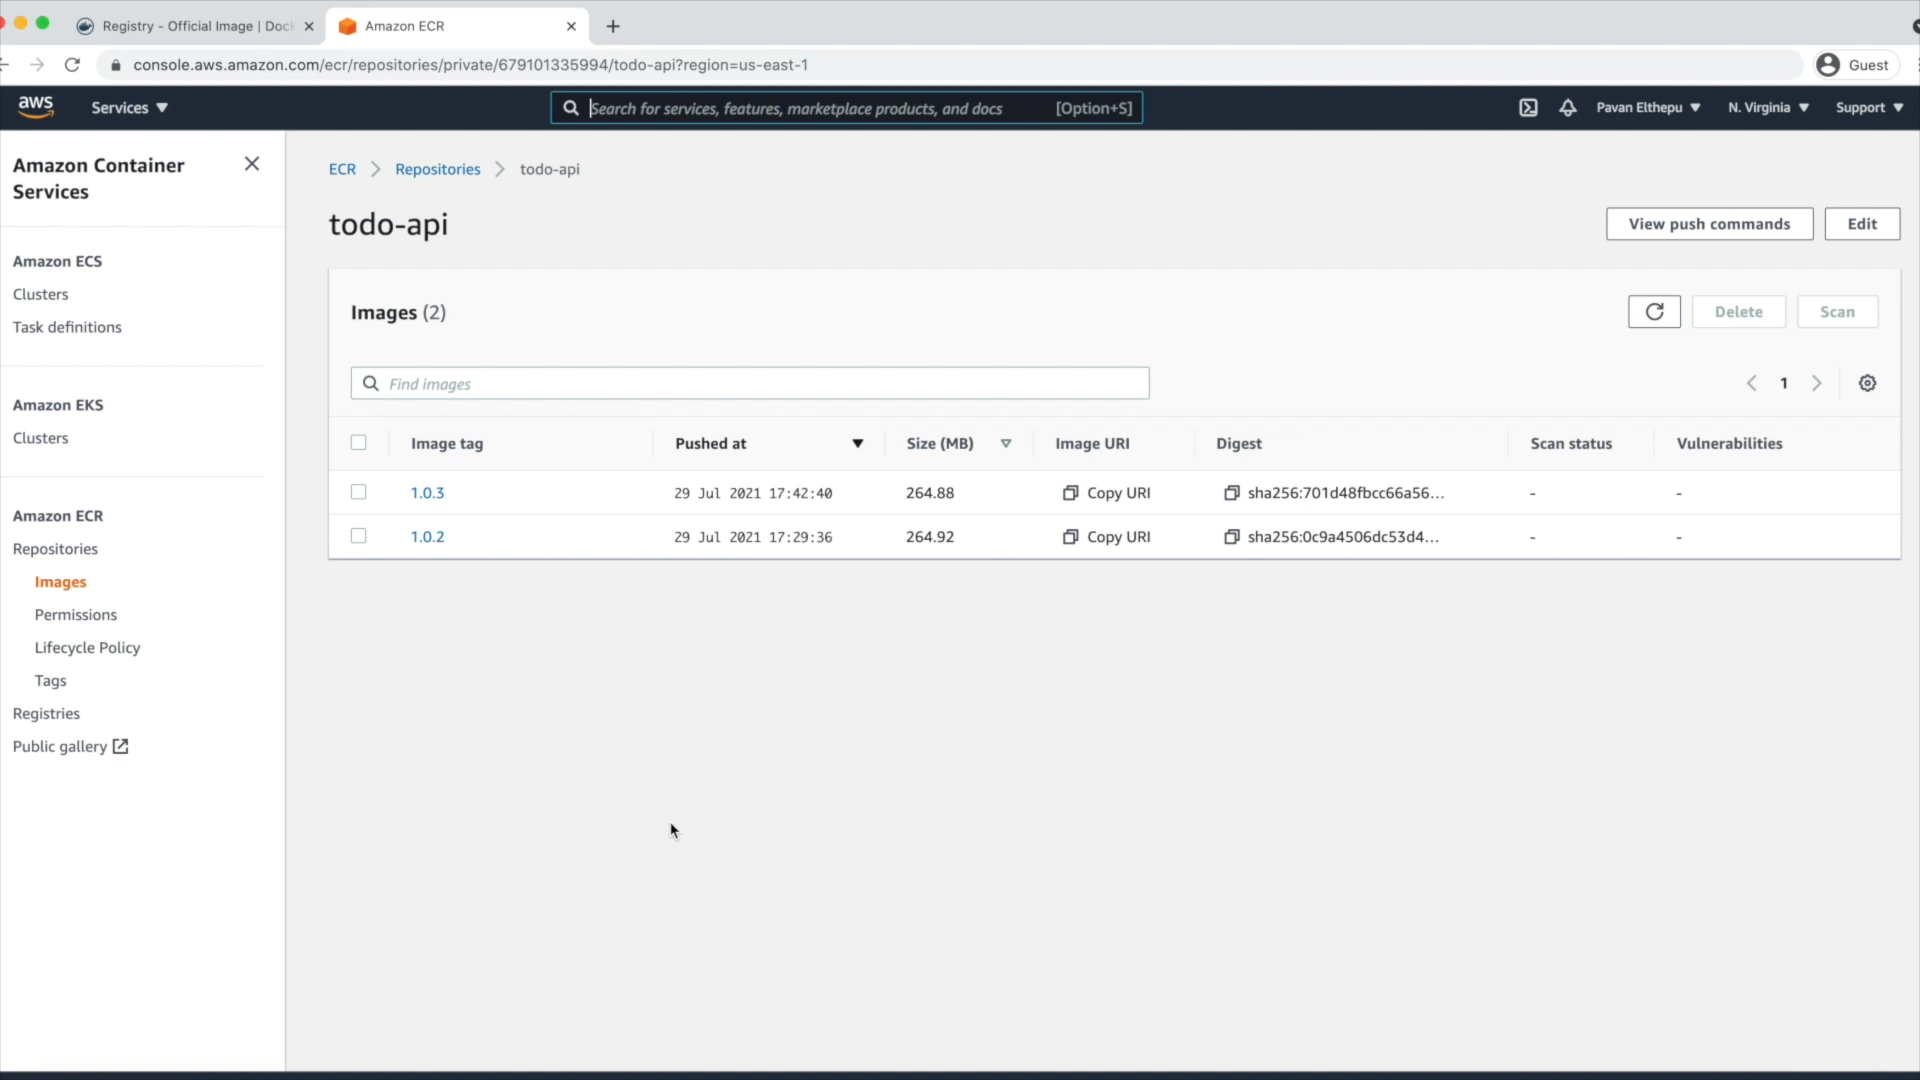 Registry - Official Image | Doc
Amazon ECR
console.aws.amazon.com/ecr/repositories/private/679101335994/todo-api?region=us-east-1
Guest
aws
Services
Search for services, features, marketplace products, and docs
[Option+S]
Pavan Elthepu
N. Virginia
Support
Amazon Container
Services
Amazon ECS
Clusters
Task definitions
Amazon EKS
Clusters
Amazon ECR
Repositories
Images
Permissions
Lifecycle Policy
Tags
Registries
Public gallery
ECR
Repositories
todo-api
todo-api
View push commands
Edit
Images (2)
Delete
Scan
Find images
1
Image tag
Pushed at
Size (MB)
Image URI
Digest
Scan status
Vulnerabilities
1.0.3
29 Jul 2021 17:42:40
264.88
Copy URI
sha256:701d48fbcc66a56...
-
-
1.0.2
29 Jul 2021 17:29:36
264.92
Copy URI
sha256:0c9a4506dc53d4...
-
-